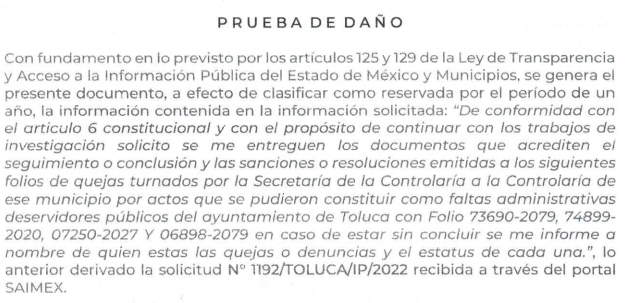 PRUEBA DE DAÑO
Con fundamento en lo previsto por los artículos 125 y 129 de la Ley de Transparencia
y Acceso a la Información Pública del Estado de México y Municipios, se genera el
presente documento, a efecto de clasificar como reservada por el período de un
año, la información contenida en la información solicitada: "De conformidad con
el articulo 6 constitucional y con el propósito de continuar con los trabajos de
investigación solicito se me entreguen los documentos que acrediten el
seguimiento o conclusión y las sanciones o resoluciones emitidas a los siguientes
folios de quejas turnados por la Secretaría de la Controlaría a la Controlaría de
ese municipio por actos que se pudieron constituir como faltas administrativas
deservidores públicos del ayuntamiento de Toluca con Folio 73690-2079, 74899-
2020, 07250-2027 Y 06898-2079 en caso de estar sin concluir se me informe a
nombre de quien estas las quejas o denuncias y el estatus de cada una.", lo
anterior derivado la solicitud N° 1192/TOLUCA/IP/2022 recibida a través del portal
SAIMEX.